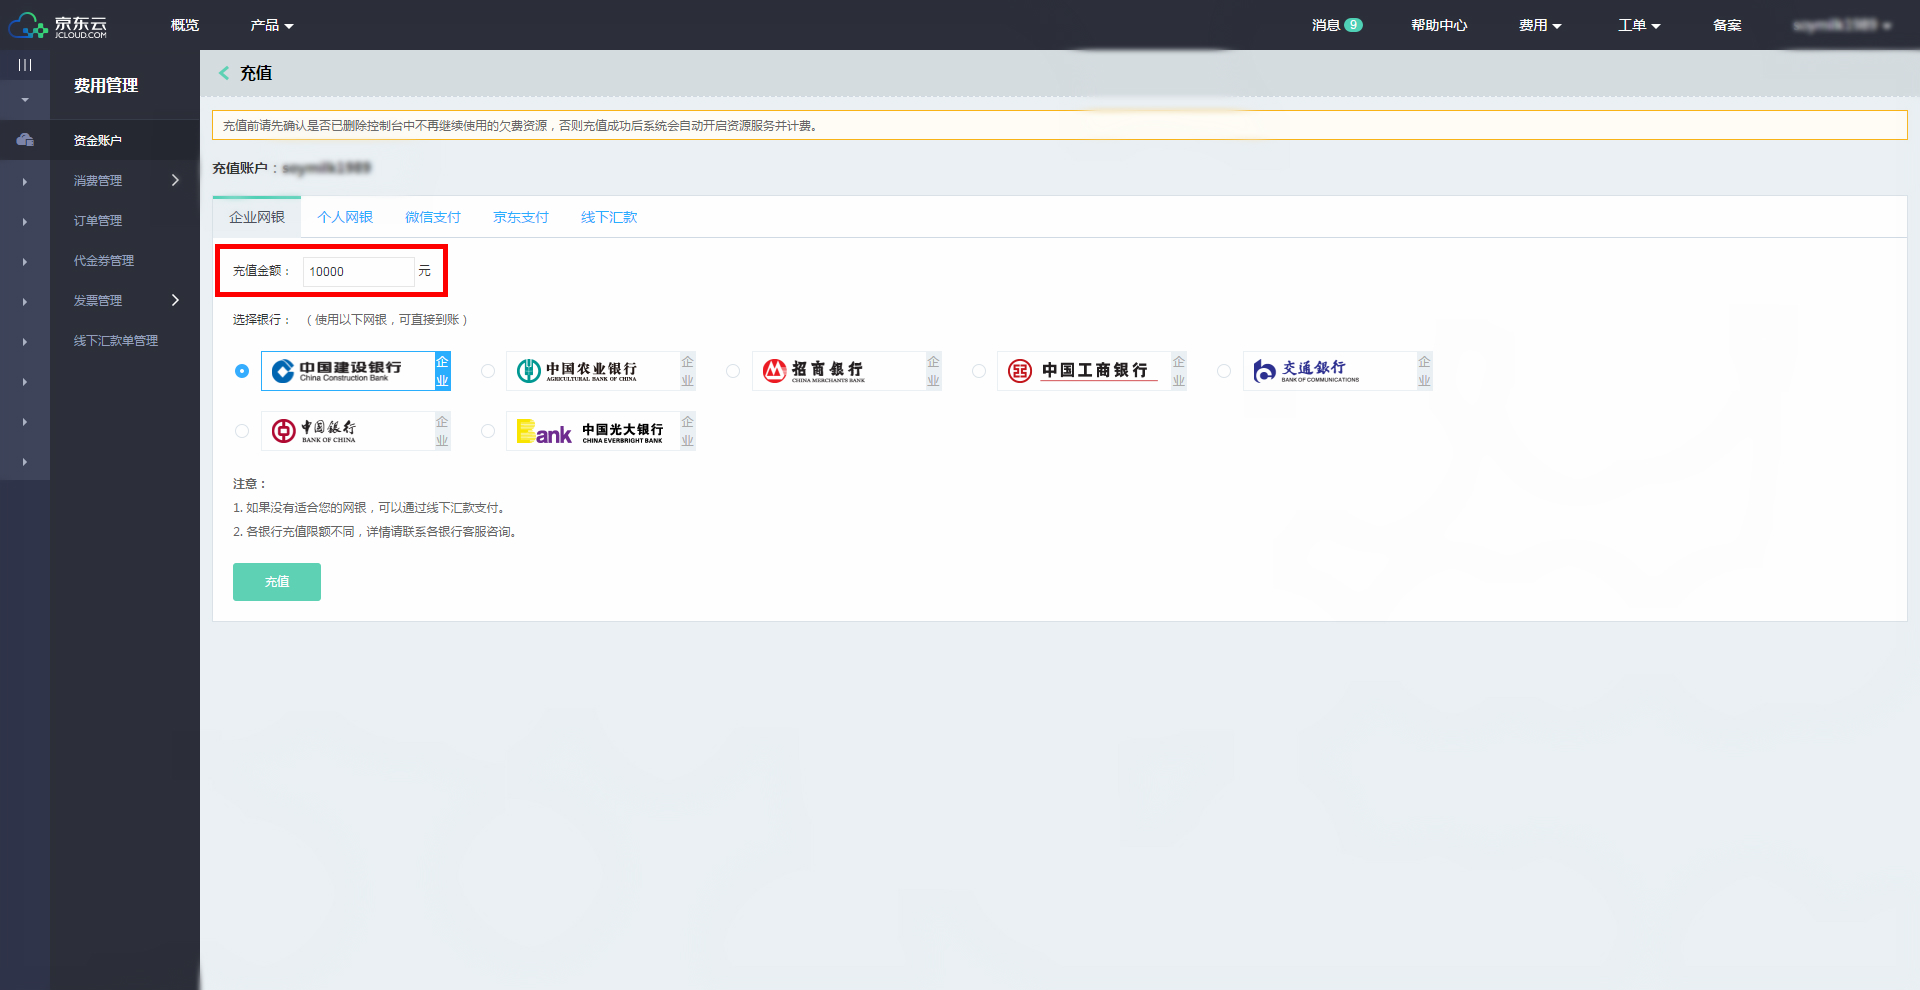 京东云
JCLOUD.COM
概览
产品
消息 9
帮助中心
费用
工单
备案
费用管理
资金账户
消费管理
订单管理
代金券管理
发票管理
线下汇款单管理
充值
充值前请先确认是否已删除控制台中不再继续使用的欠费资源，否则充值成功后系统会自动开启资源服务并计费。
充值账户：
企业网银 个人网银 微信支付 京东支付 线下汇款
充值金额： 10000 元
选择银行： （使用以下网银，可直接到账）
中国建设银行
China Construction Bank
企业
中国农业银行
AGRICULTURAL BANK OF CHINA
企业
招商银行
CHINA MERCHANTS BANK
企业
中国工商银行
企业
交通银行
BANK OF COMMUNICATIONS
企业
中国银行
BANK OF CHINA
企业
Bank
中国光大银行
CHINA EVERBRIGHT BANK
企业
注意：
1. 如果没有适合您的网银，可以通过线下汇款支付。
2. 各银行充值限额不同，详情请联系各银行客服咨询。
充值